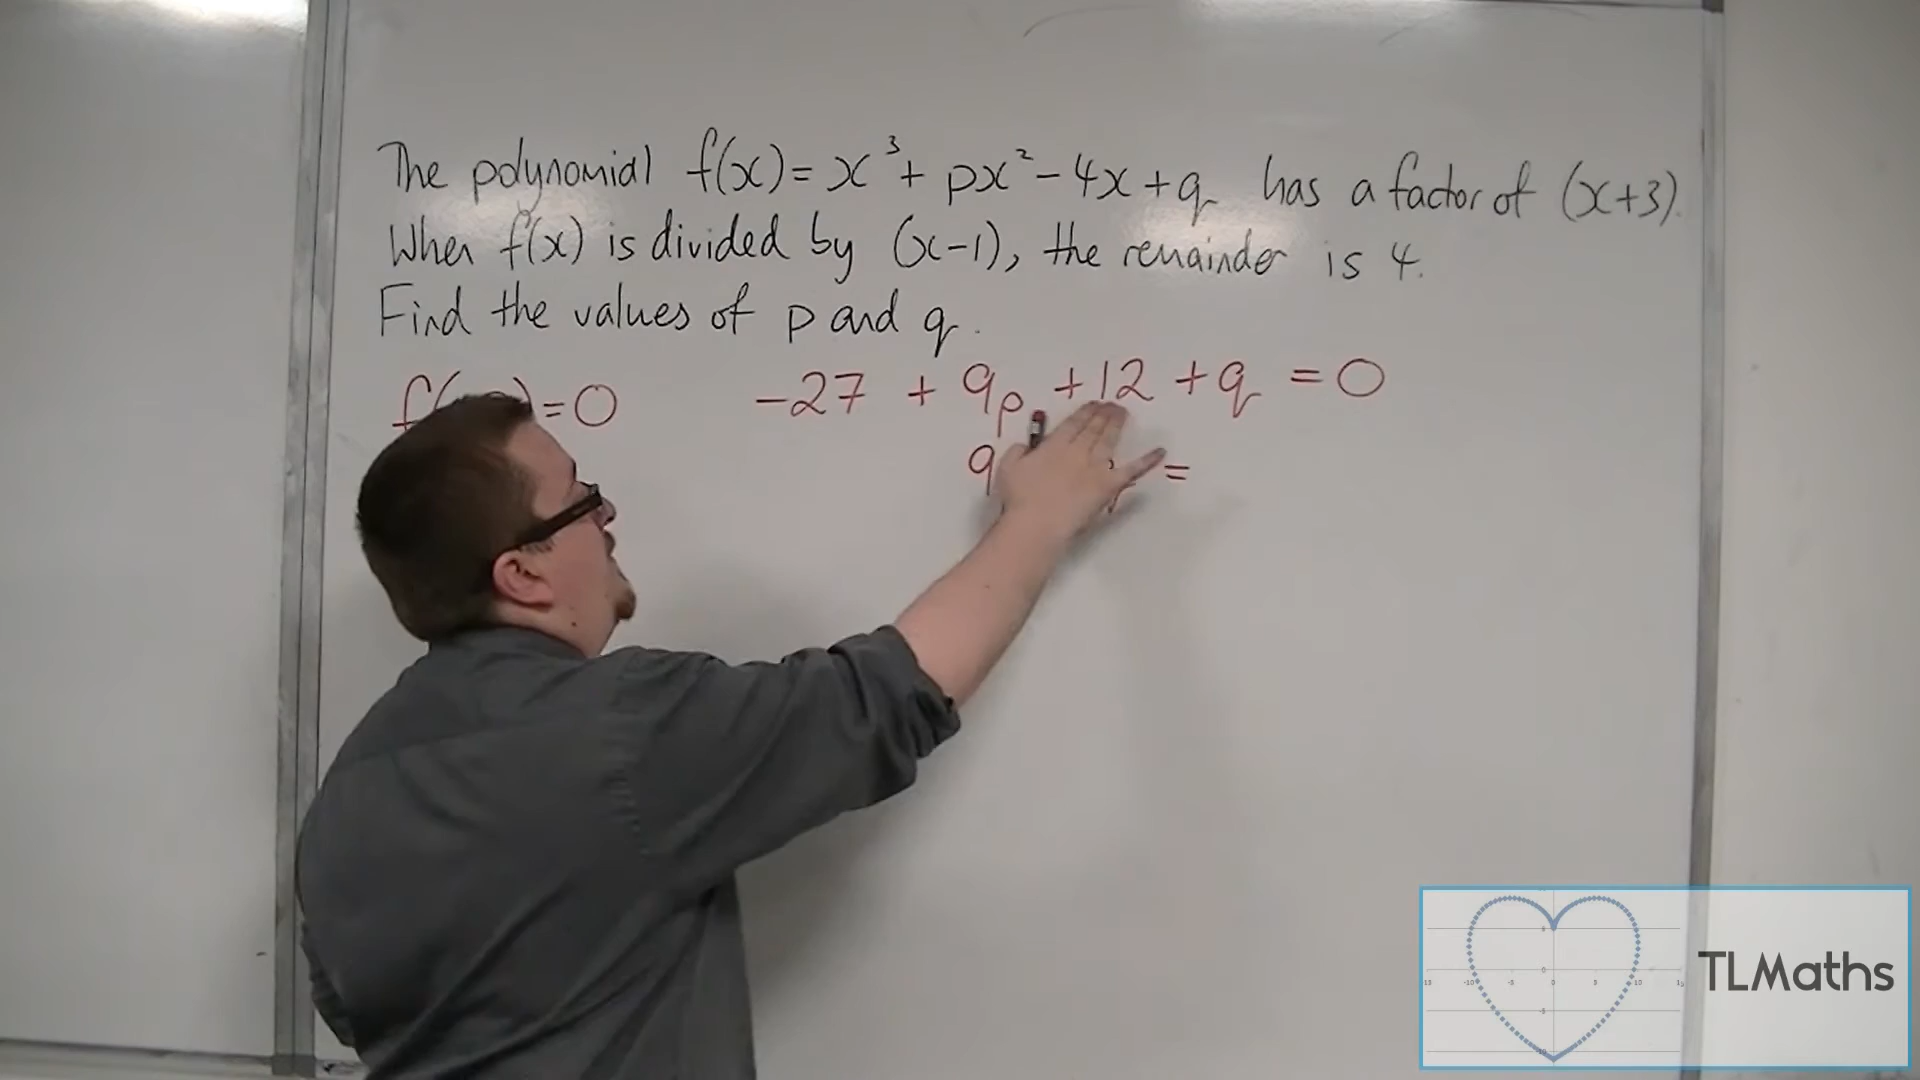 The polynomial f(x) = x³ + px² - 4x + q has a factor of (x+3).
When f(x) is divided by (x-1), the remainder is 4.
Find the values of p and q.
f( =0 -27 + 9p +12 +q = 0
9 =
TLMaths